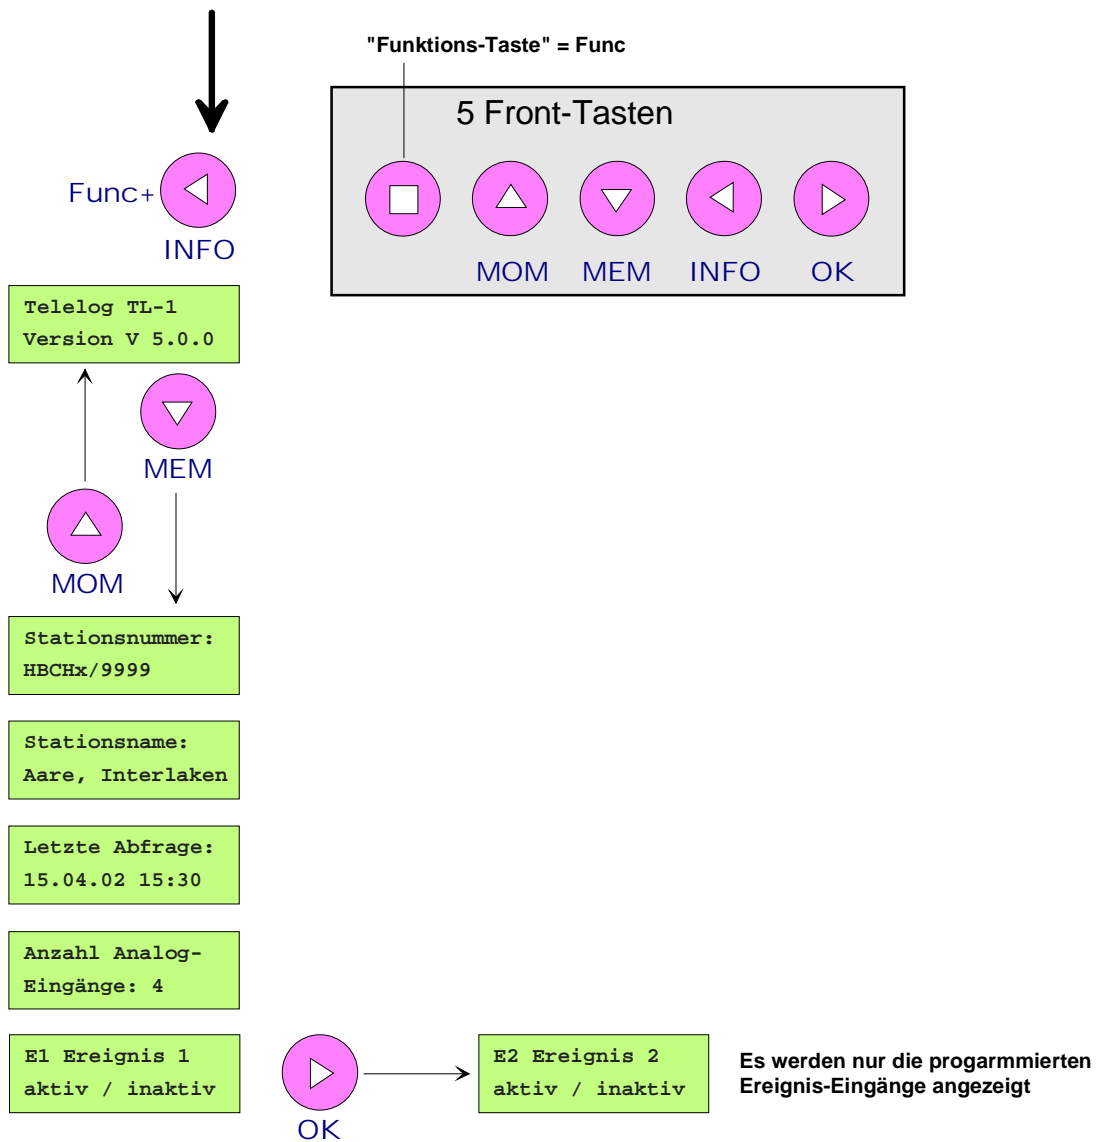 "Funktions-Taste" = Func
5 Front-Tasten
MOM MEM INFO OK
Func+
INFO
Telelog TL-1
Version V 5.0.0
MEM
MOM
Stationsnummer:
HBCHx/9999
Stationsname:
Aare, Interlaken
Letzte Abfrage:
15.04.02 15:30
Anzahl Analog-
Eingänge: 4
E1 Ereignis 1
aktiv / inaktiv
OK
E2 Ereignis 2
aktiv / inaktiv
Es werden nur die progarmmierten
Ereignis-Eingänge angezeigt